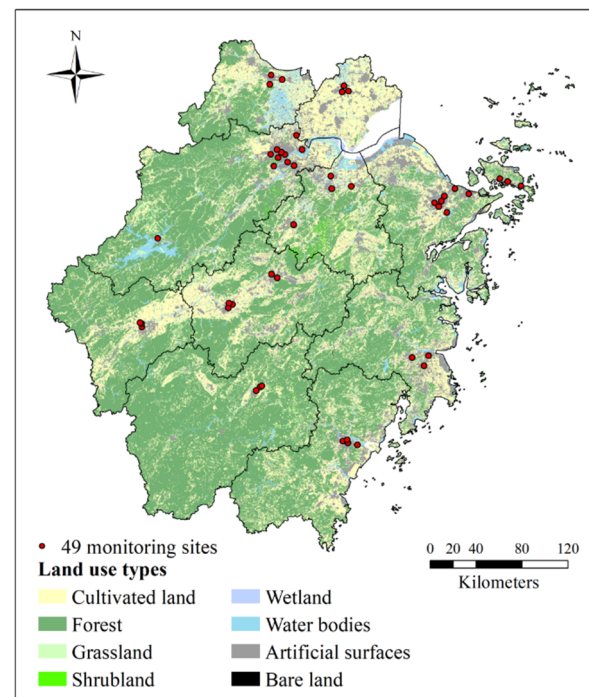 N
49 monitoring sites
Land use types
Cultivated land
Forest
Grassland
Shrubland
Wetland
Water bodies
Artificial surfaces
Bare land
0 20 40 80 120
Kilometers